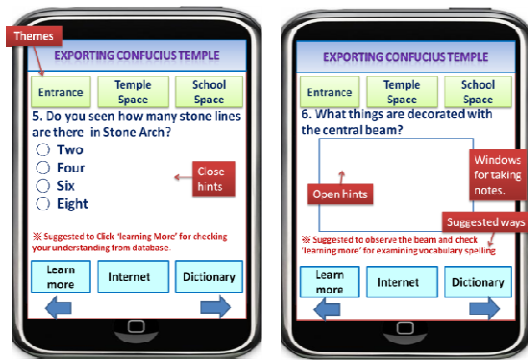 Themes
EXPORTING CONFUCIUS TEMPLE
Entrance
Temple
Space
School
Space
5. Do you seen how many stone lines
are there in Stone Arch?
Two
Four
Six
Eight
Close
hints
※ Suggested to Click ‘learning More’ for checking
your understanding from database.
Learn
more
Internet
Dictionary
EXPORTING CONFUCIUS TEMPLE
Entrance
Temple
Space
School
Space
6. What things are decorated with
the central beam?
Windows
for taking
notes.
Open hints
Suggested ways
※ Suggested to observe the beam and check
‘learning more’ for examining vocabulary spelling
Learn
more
Internet
Dictionary